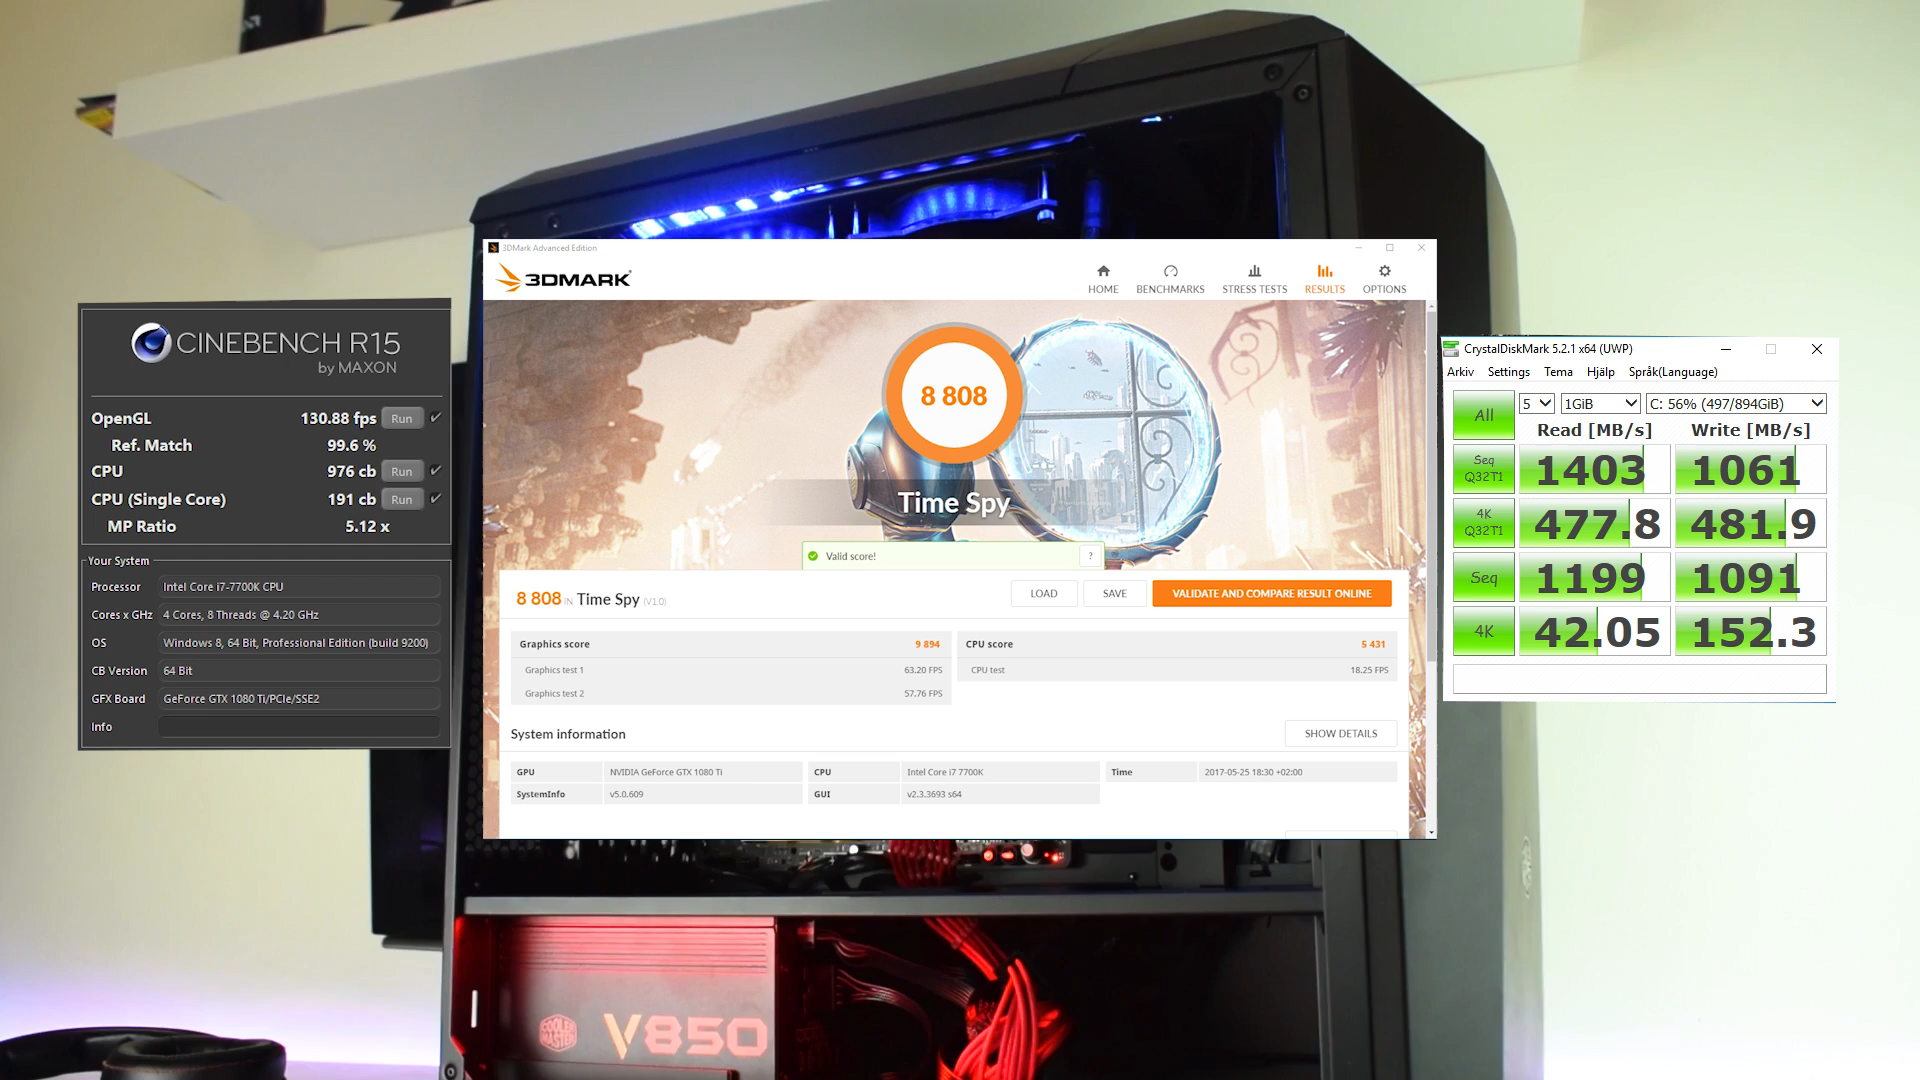 CINEBENCH R15
by MAXON
OpenGL 130.88 fps Run
Ref. Match 99.6 %
CPU 976 cb Run
CPU (Single Core) 191 cb Run
MP Ratio 5.12 x
Your System
Processor Intel Core i7-7700K CPU
Cores x GHz 4 Cores, 8 Threads @ 4.20 GHz
OS Windows 8, 64 Bit, Professional Edition (build 9200)
CB Version 64 Bit
GFX Board GeForce GTX 1080 Ti/PCIe/SSE2
Info
3DMark Advanced Edition
3DMARK
HOME BENCHMARKS STRESS TESTS RESULTS OPTIONS
8 808
Time Spy
Valid score! ?
8 808 IN Time Spy (V1.0) LOAD SAVE VALIDATE AND COMPARE RESULT ONLINE
Graphics score 9 894 CPU score 5 431
Graphics test 1 63.20 FPS CPU test 18.25 FPS
Graphics test 2 57.76 FPS
System information SHOW DETAILS
GPU NVIDIA GeForce GTX 1080 Ti CPU Intel Core i7 7700K Time 2017-05-25 18:30 +02:00
SystemInfo v5.0.609 GUI v2.3.3693 s64
CrystalDiskMark 5.2.1 x64 (UWP)
Arkiv Settings Tema Hjälp Språk(Language)
All 5 1GiB C: 56% (497/894GiB)
Read [MB/s] Write [MB/s]
Seq Q32T1 1403 1061
4K Q32T1 477.8 481.9
Seq 1199 1091
4K 42.05 152.3
COOLER MASTER V850